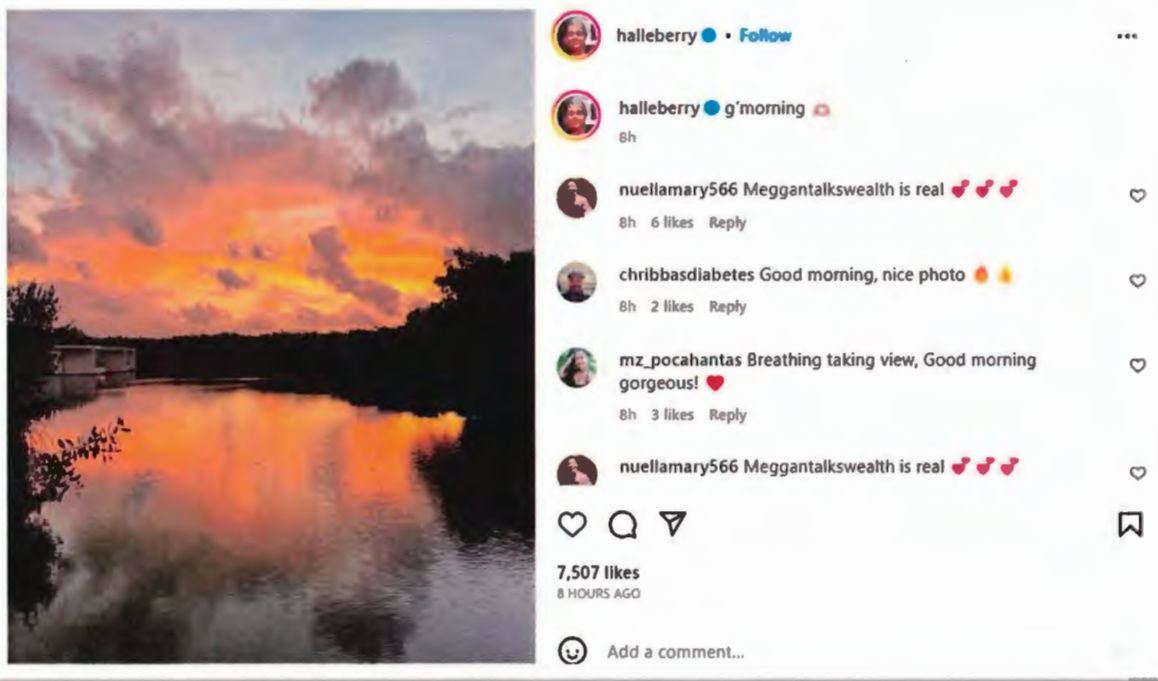 halleberry • Follow
halleberry g'morning
8h
nuellamary566 Meggantalkswealth is real 💕 💕 💕
8h 6 likes Reply
chribbasdiabetes Good morning, nice photo 🔥 👌
8h 2 likes Reply
mz_pocahantas Breathing taking view, Good morning
gorgeous! ❤️
8h 3 likes Reply
nuellamary566 Meggantalkswealth is real 💕 💕 💕
7,507 likes
8 HOURS AGO
Add a comment...